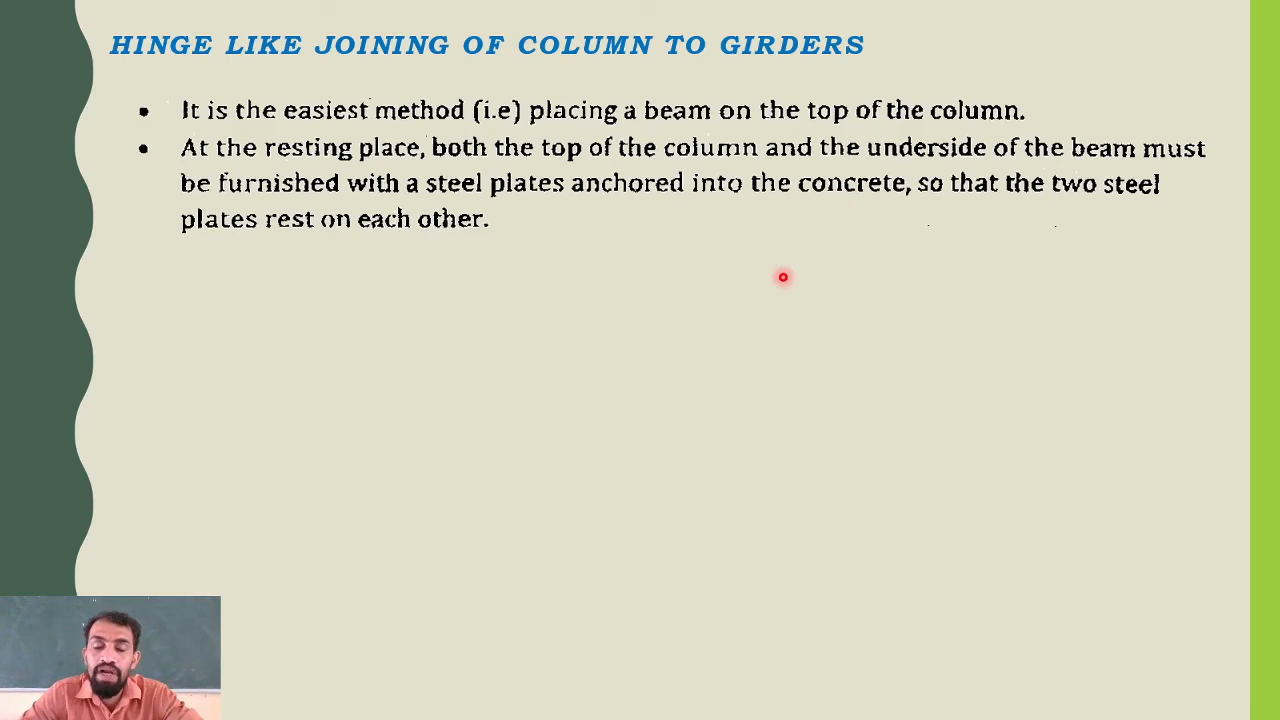 HINGE LIKE JOINING OF COLUMN TO GIRDERS
• It is the easiest method (i.e) placing a beam on the top of the column.
• At the resting place, both the top of the column and the underside of the beam must
be furnished with a steel plates anchored into the concrete, so that the two steel
plates rest on each other.